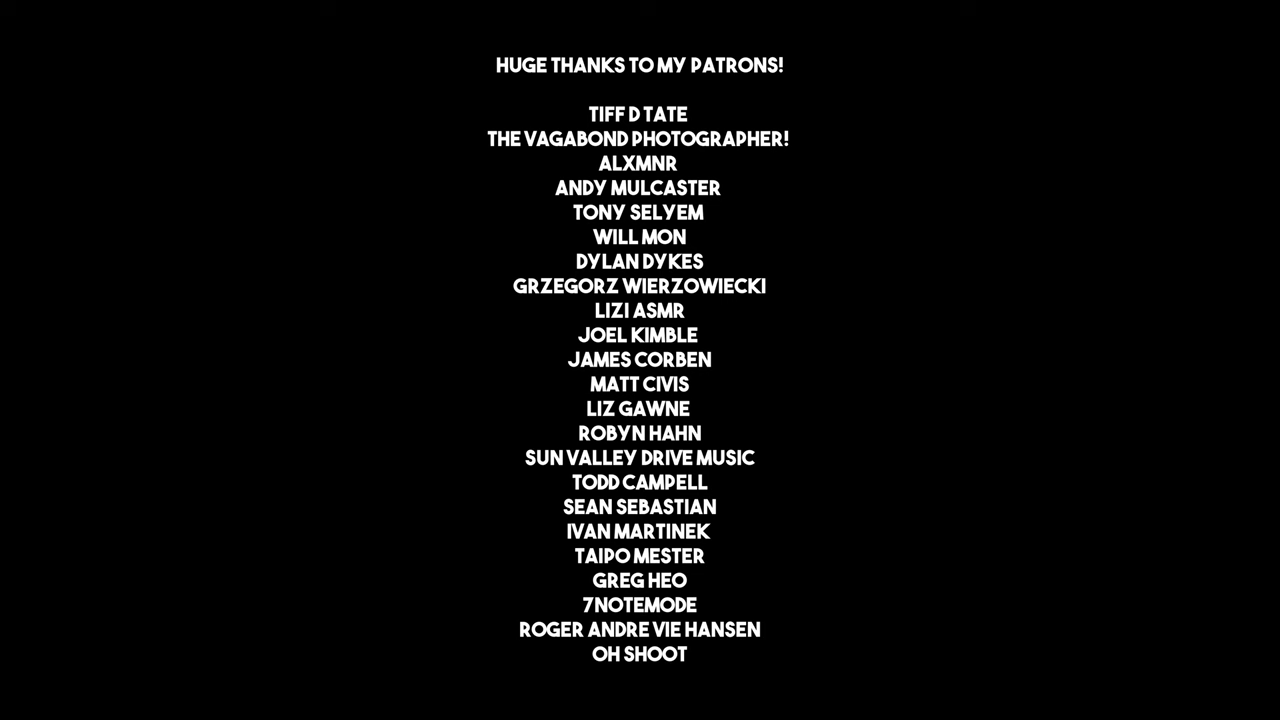 HUGE THANKS TO MY PATRONS!
TIFF D TATE
THE VAGABOND PHOTOGRAPHER!
ALXMNR
ANDY MULCASTER
TONY SELYEM
WILL MON
DYLAN DYKES
GRZEGORZ WIERZOWIECKI
LIZI ASMR
JOEL KIMBLE
JAMES CORBEN
MATT CIVIS
LIZ GAWNE
ROBYN HAHN
SUN VALLEY DRIVE MUSIC
TODD CAMPELL
SEAN SEBASTIAN
IVAN MARTINEK
TAIPO MESTER
GREG HEO
7NOTEMODE
ROGER ANDRE VIE HANSEN
OH SHOOT